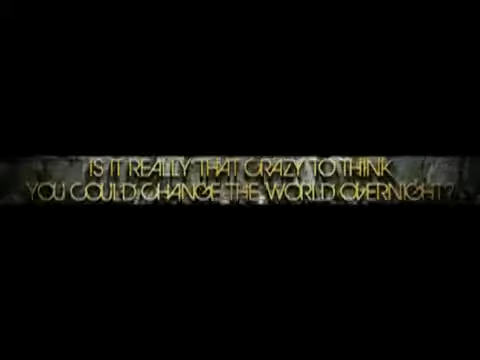 IS IT REALLY THAT CRAZY TO THINK
YOU COULD CHANGE THE WORLD OVERNIGHT?